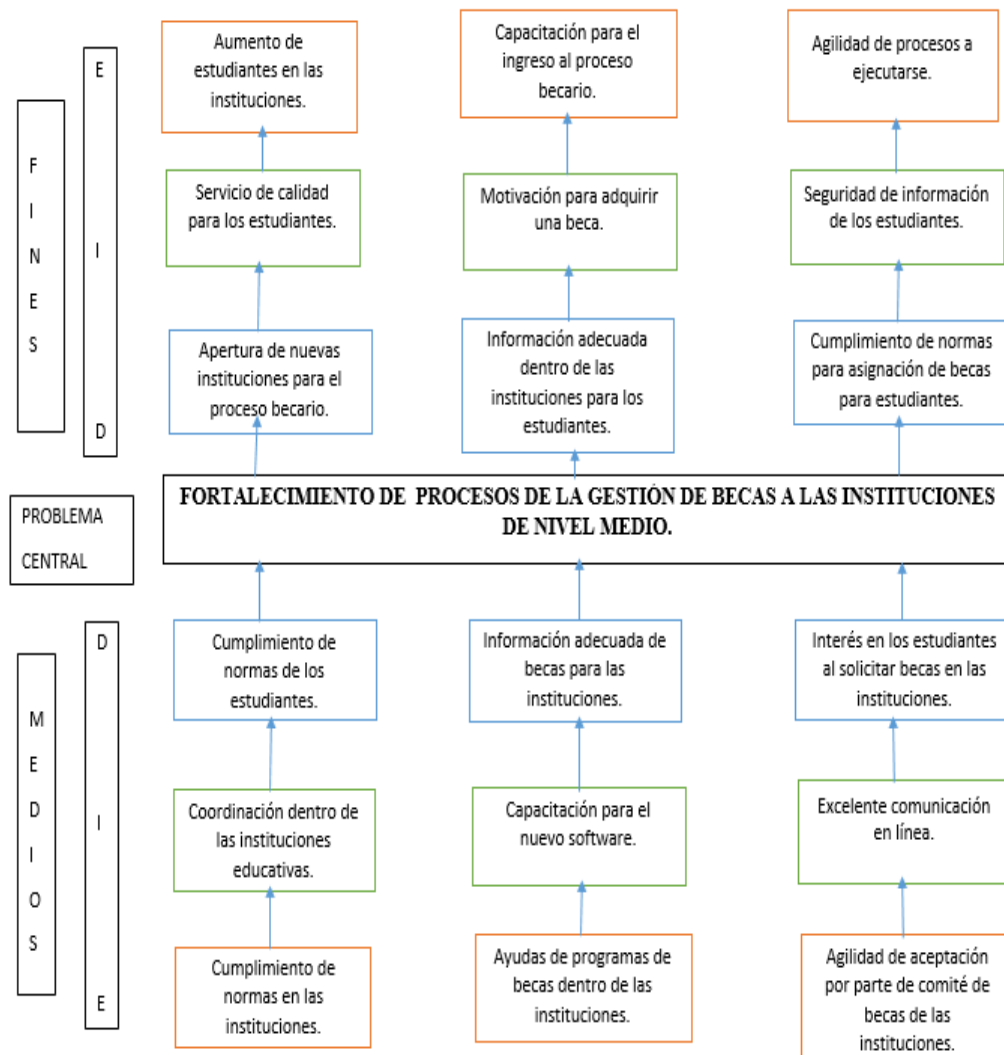 E
I
D
F
I
N
E
S
Aumento de
estudiantes en las
instituciones.
Capacitación para el
ingreso al proceso
becario.
Agilidad de procesos a
ejecutarse.
Servicio de calidad
para los estudiantes.
Motivación para adquirir
una beca.
Seguridad de información
de los estudiantes.
Apertura de nuevas
instituciones para el
proceso becario.
Información adecuada
dentro de las
instituciones para los
estudiantes.
Cumplimiento de normas
para asignación de becas
para estudiantes.
PROBLEMA
CENTRAL
FORTALECIMIENTO DE PROCESOS DE LA GESTIÓN DE BECAS A LAS INSTITUCIONES
DE NIVEL MEDIO.
D
I
E
M
E
D
I
O
S
Cumplimiento de
normas de los
estudiantes.
Información adecuada de
becas para las
instituciones.
Interés en los estudiantes
al solicitar becas en las
instituciones.
Coordinación dentro de
las instituciones
educativas.
Capacitación para el
nuevo software.
Excelente comunicación
en línea.
Cumplimiento de
normas en las
instituciones.
Ayudas de programas de
becas dentro de las
instituciones.
Agilidad de aceptación
por parte de comité de
becas de las
instituciones.